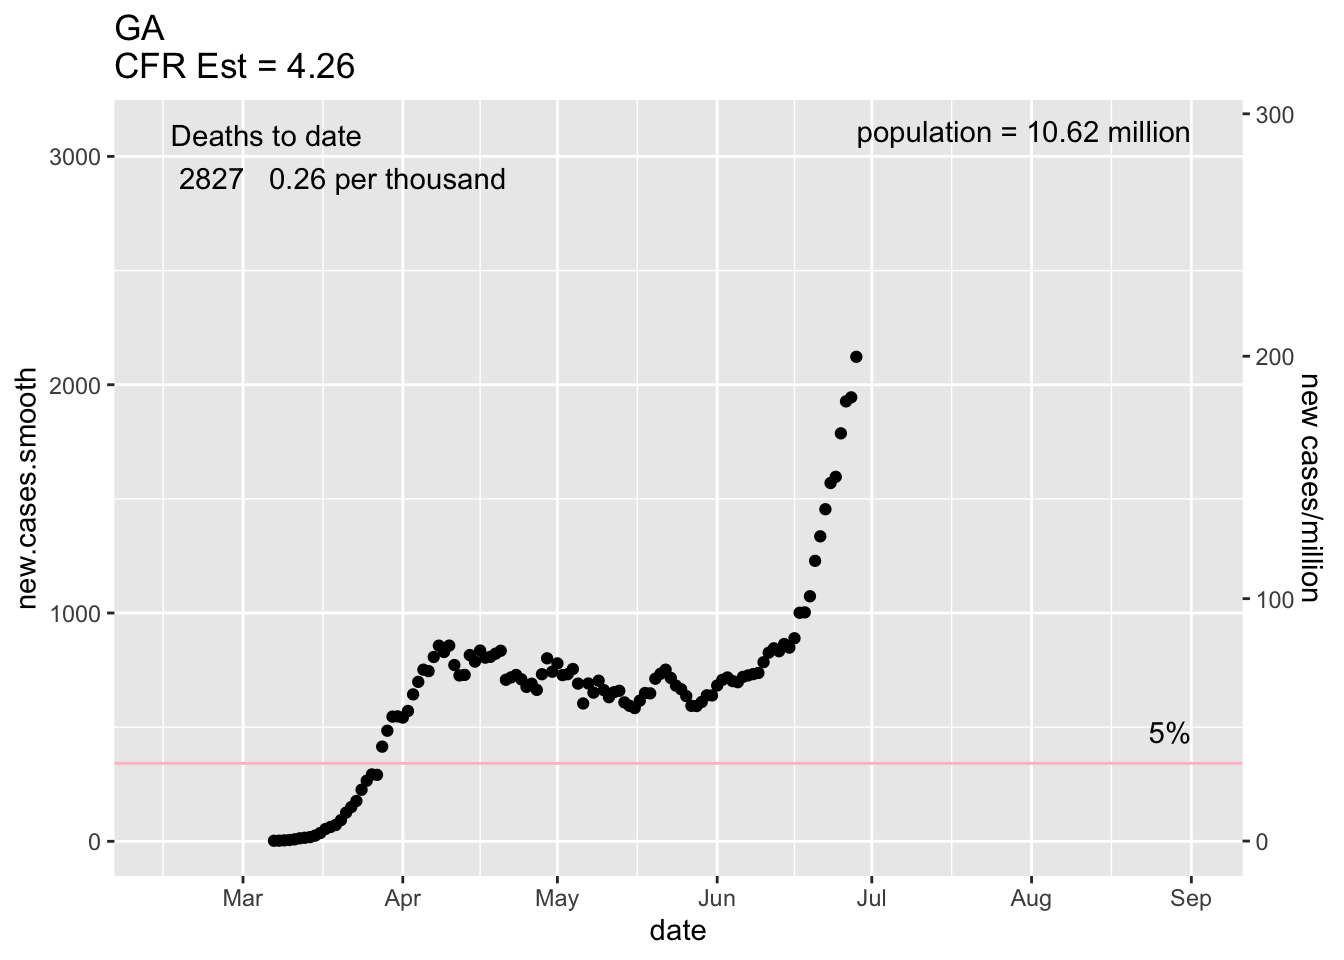 GA
CFR Est = 4.26
Deaths to date
2827 0.26 per thousand
population = 10.62 million
3000
2000
1000
0
new.cases.smooth
300
200
100
0
new cases/million
5%
Mar Apr May Jun Jul Aug Sep
date